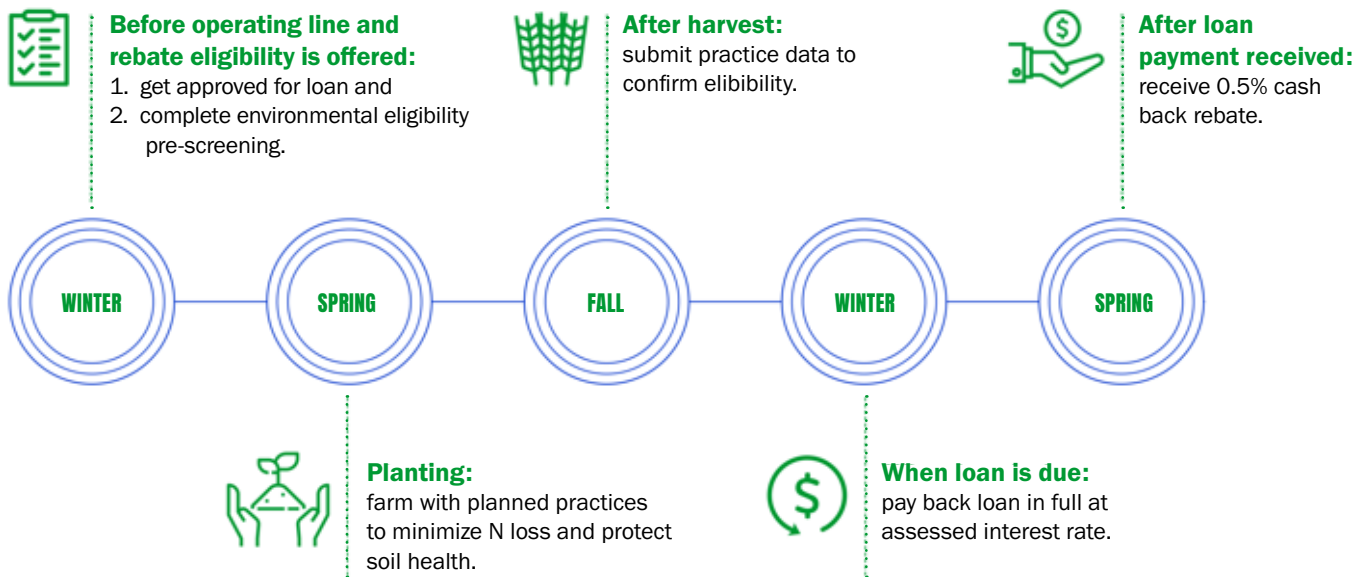 Before operating line and
rebate eligibility is offered:
1. get approved for loan and
2. complete environmental eligibility
pre-screening.
After harvest:
submit practice data to
confirm elibibility.
After loan
payment received:
receive 0.5% cash
back rebate.
WINTER
SPRING
FALL
WINTER
SPRING
Planting:
farm with planned practices
to minimize N loss and protect
soil health.
When loan is due:
pay back loan in full at
assessed interest rate.